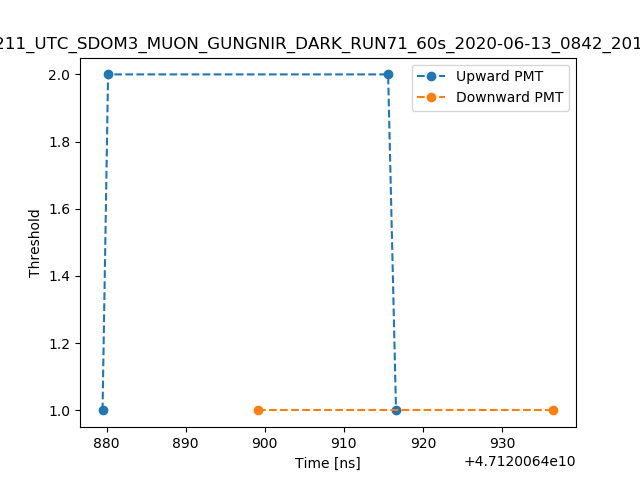 211_UTC_SDOM3_MUON_GUNGNIR_DARK_RUN71_60s_2020-06-13_0842_201
2.0
1.8
1.6
1.4
1.2
1.0
Threshold
Upward PMT
Downward PMT
880 890 900 910 920 930
Time [ns]
+4.7120064e10